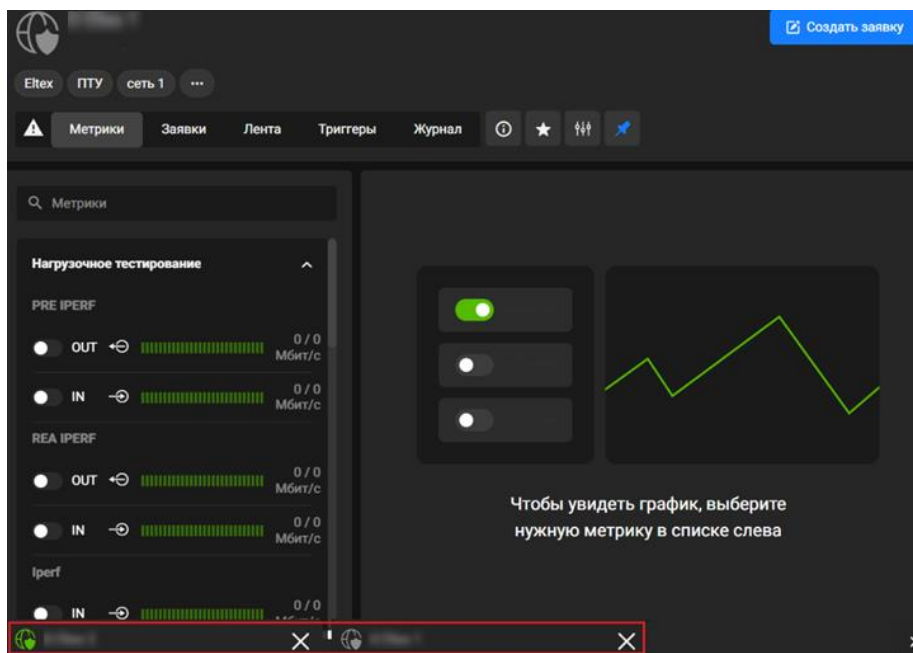 Создать заявку
Eltex ПТУ сеть 1 ...
Метрики Заявки Лента Триггеры Журнал
Метрики
Нагрузочное тестирование
PRE IPERF
OUT 0 / 0
Мбит/с
IN 0 / 0
Мбит/с
REA IPERF
OUT 0 / 0
Мбит/с
IN 0 / 0
Мбит/с
Iperf
IN 0 / 0
Чтобы увидеть график, выберите
нужную метрику в списке слева